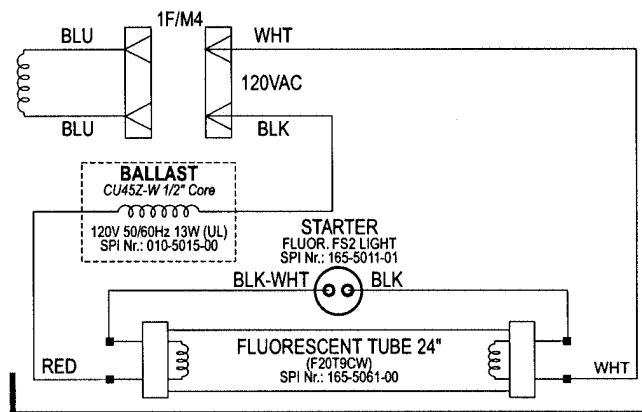 1F/M4
BLU
WHT
120VAC
BLU
BLK
BALLAST
CU45Z-W 1/2" Core
120V 50/60Hz 13W (UL)
SPI Nr.: 010-5015-00
STARTER
FLUOR. FS2 LIGHT
SPI Nr.: 165-5011-01
BLK-WHT
BLK
FLUORESCENT TUBE 24"
(F20T9CW)
SPI Nr.: 165-5061-00
RED
WHT